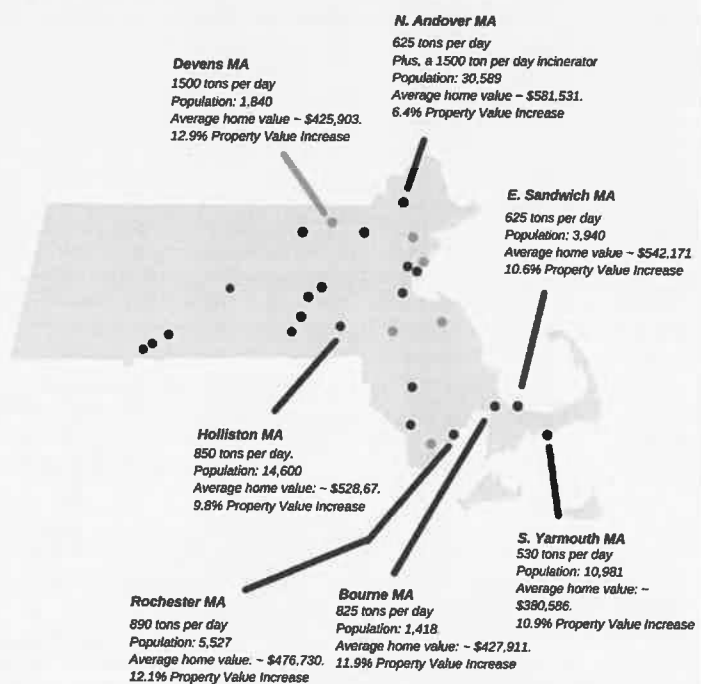 N. Andover MA
625 tons per day
Plus, a 1500 ton per day incinerator
Population: 30,589
Average home value ~ $581,531.
6.4% Property Value Increase
Devens MA
1500 tons per day
Population: 1,840
Average home value ~ $425,903.
12.9% Property Value Increase
E. Sandwich MA
625 tons per day
Population: 3,940
Average home value ~ $542,171
10.6% Property Value Increase
Holliston MA
850 tons per day.
Population: 14,600
Average home value: ~ $528,67.
9.8% Property Value Increase
S. Yarmouth MA
530 tons per day
Population: 10,981
Average home value: ~
$380,586.
10.9% Property Value Increase
Rochester MA
890 tons per day
Population: 5,527
Average home value. ~ $476,730.
12.1% Property Value Increase
Bourne MA
825 tons per day
Population: 1,418.
Average home value: ~ $427,911.
11.9% Property Value Increase